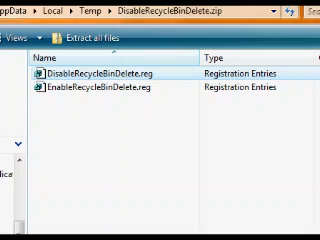 ppData ▸ Local ▸ Temp ▸ DisableRecycleBinDelete.zip
Views
Extract all files
Name Type
DisableRecycleBinDelete.reg Registration Entries
EnableRecycleBinDelete.reg Registration Entries